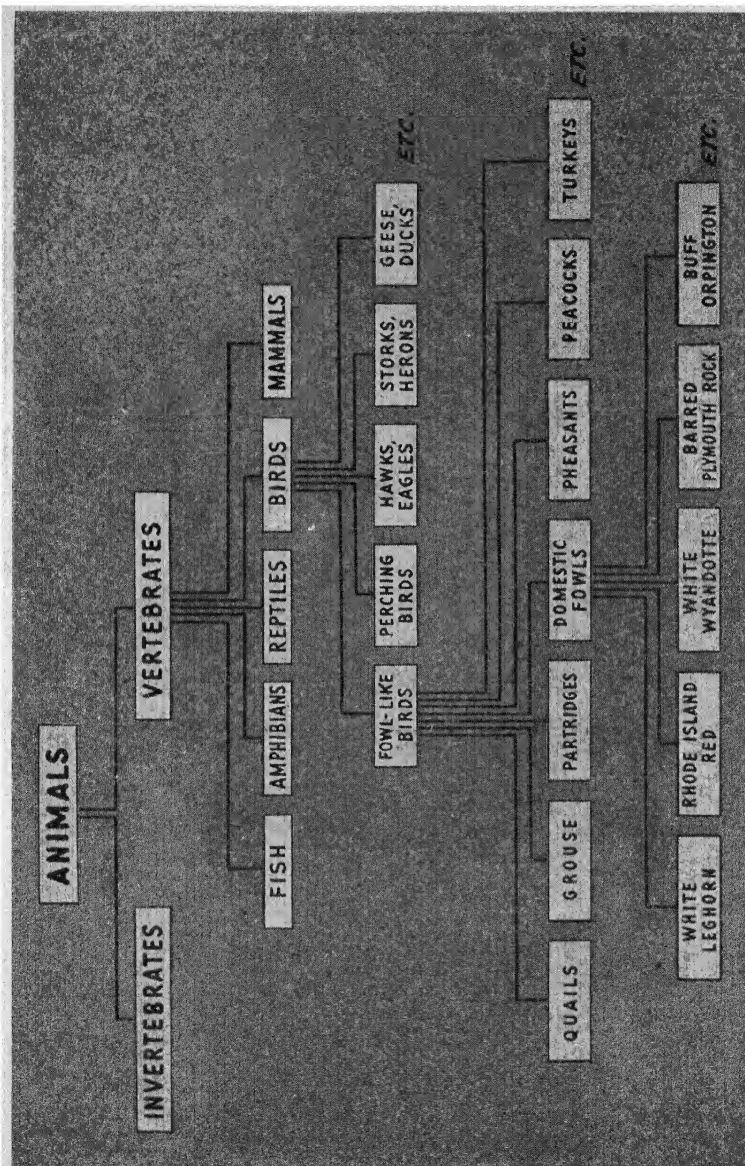 ANIMALS
INVERTEBRATES
VERTEBRATES
FISH
AMPHIBIANS
REPTILES
BIRDS
MAMMALS
FOWL-LIKE
BIRDS
PERCHING
BIRDS
HAWKS,
EAGLES
STORKS,
HERONS
GEESE,
DUCKS
ETC.
QUAILS
GROUSE
PARTRIDGES
DOMESTIC
FOWLS
PHEASANTS
PEACOCKS
TURKEYS
ETC.
WHITE
LEGHORN
RHODE ISLAND
RED
WHITE
WYANDOTTE
BARRED
PLYMOUTH ROCK
BUFF
ORPINGTON
ETC.